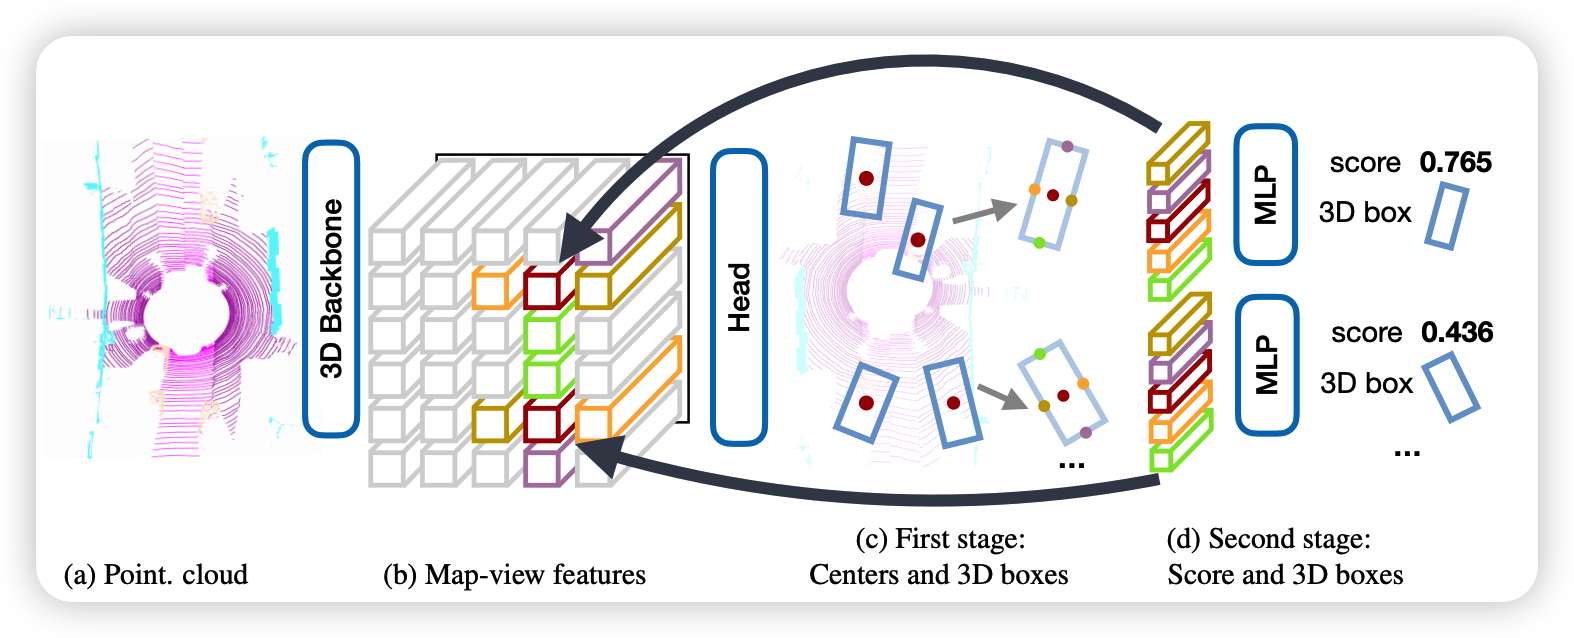 3D Backbone
Head
MLP
score 0.765
3D box
MLP
score 0.436
3D box
...
...
(a) Point. cloud
(b) Map-view features
(c) First stage:
Centers and 3D boxes
(d) Second stage:
Score and 3D boxes